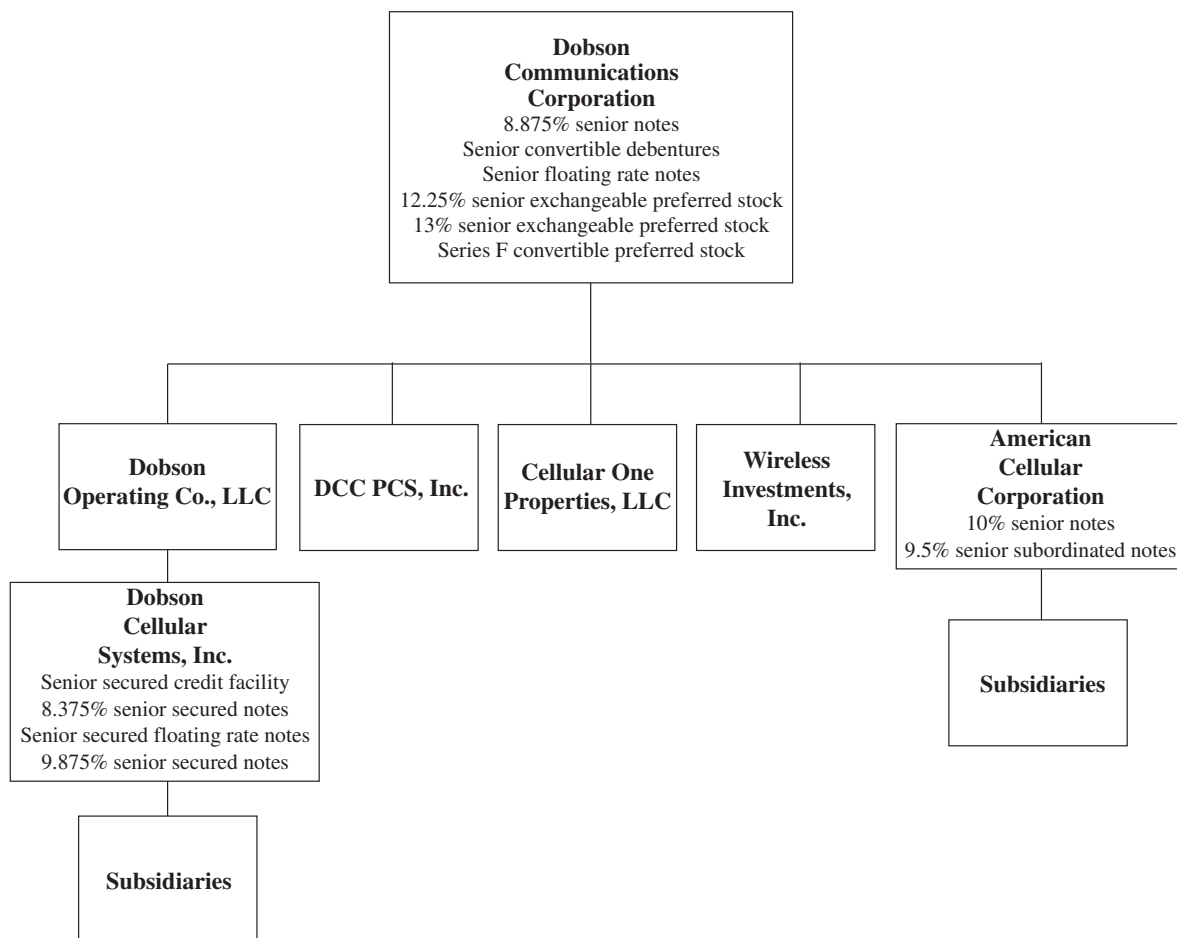 Dobson
Communications
Corporation
8.875% senior notes
Senior convertible debentures
Senior floating rate notes
12.25% senior exchangeable preferred stock
13% senior exchangeable preferred stock
Series F convertible preferred stock
Dobson
Operating Co., LLC
DCC PCS, Inc.
Cellular One
Properties, LLC
Wireless
Investments,
Inc.
American
Cellular
Corporation
10% senior notes
9.5% senior subordinated notes
Dobson
Cellular
Systems, Inc.
Senior secured credit facility
8.375% senior secured notes
Senior secured floating rate notes
9.875% senior secured notes
Subsidiaries
Subsidiaries